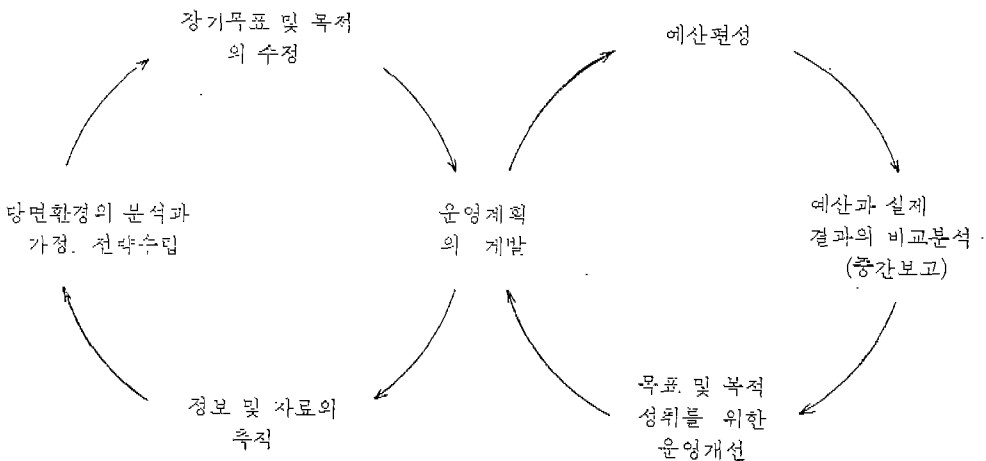 장기목표 및 목적
의 수정
예산편성
당면환경의 분석과
가정. 전략수립
운영계획
의 개발
예산과 실제
결과의 비교분석
(중간보고)
정보 및 자료의
축적
목표 및 목적
성취를 위한
운영개선